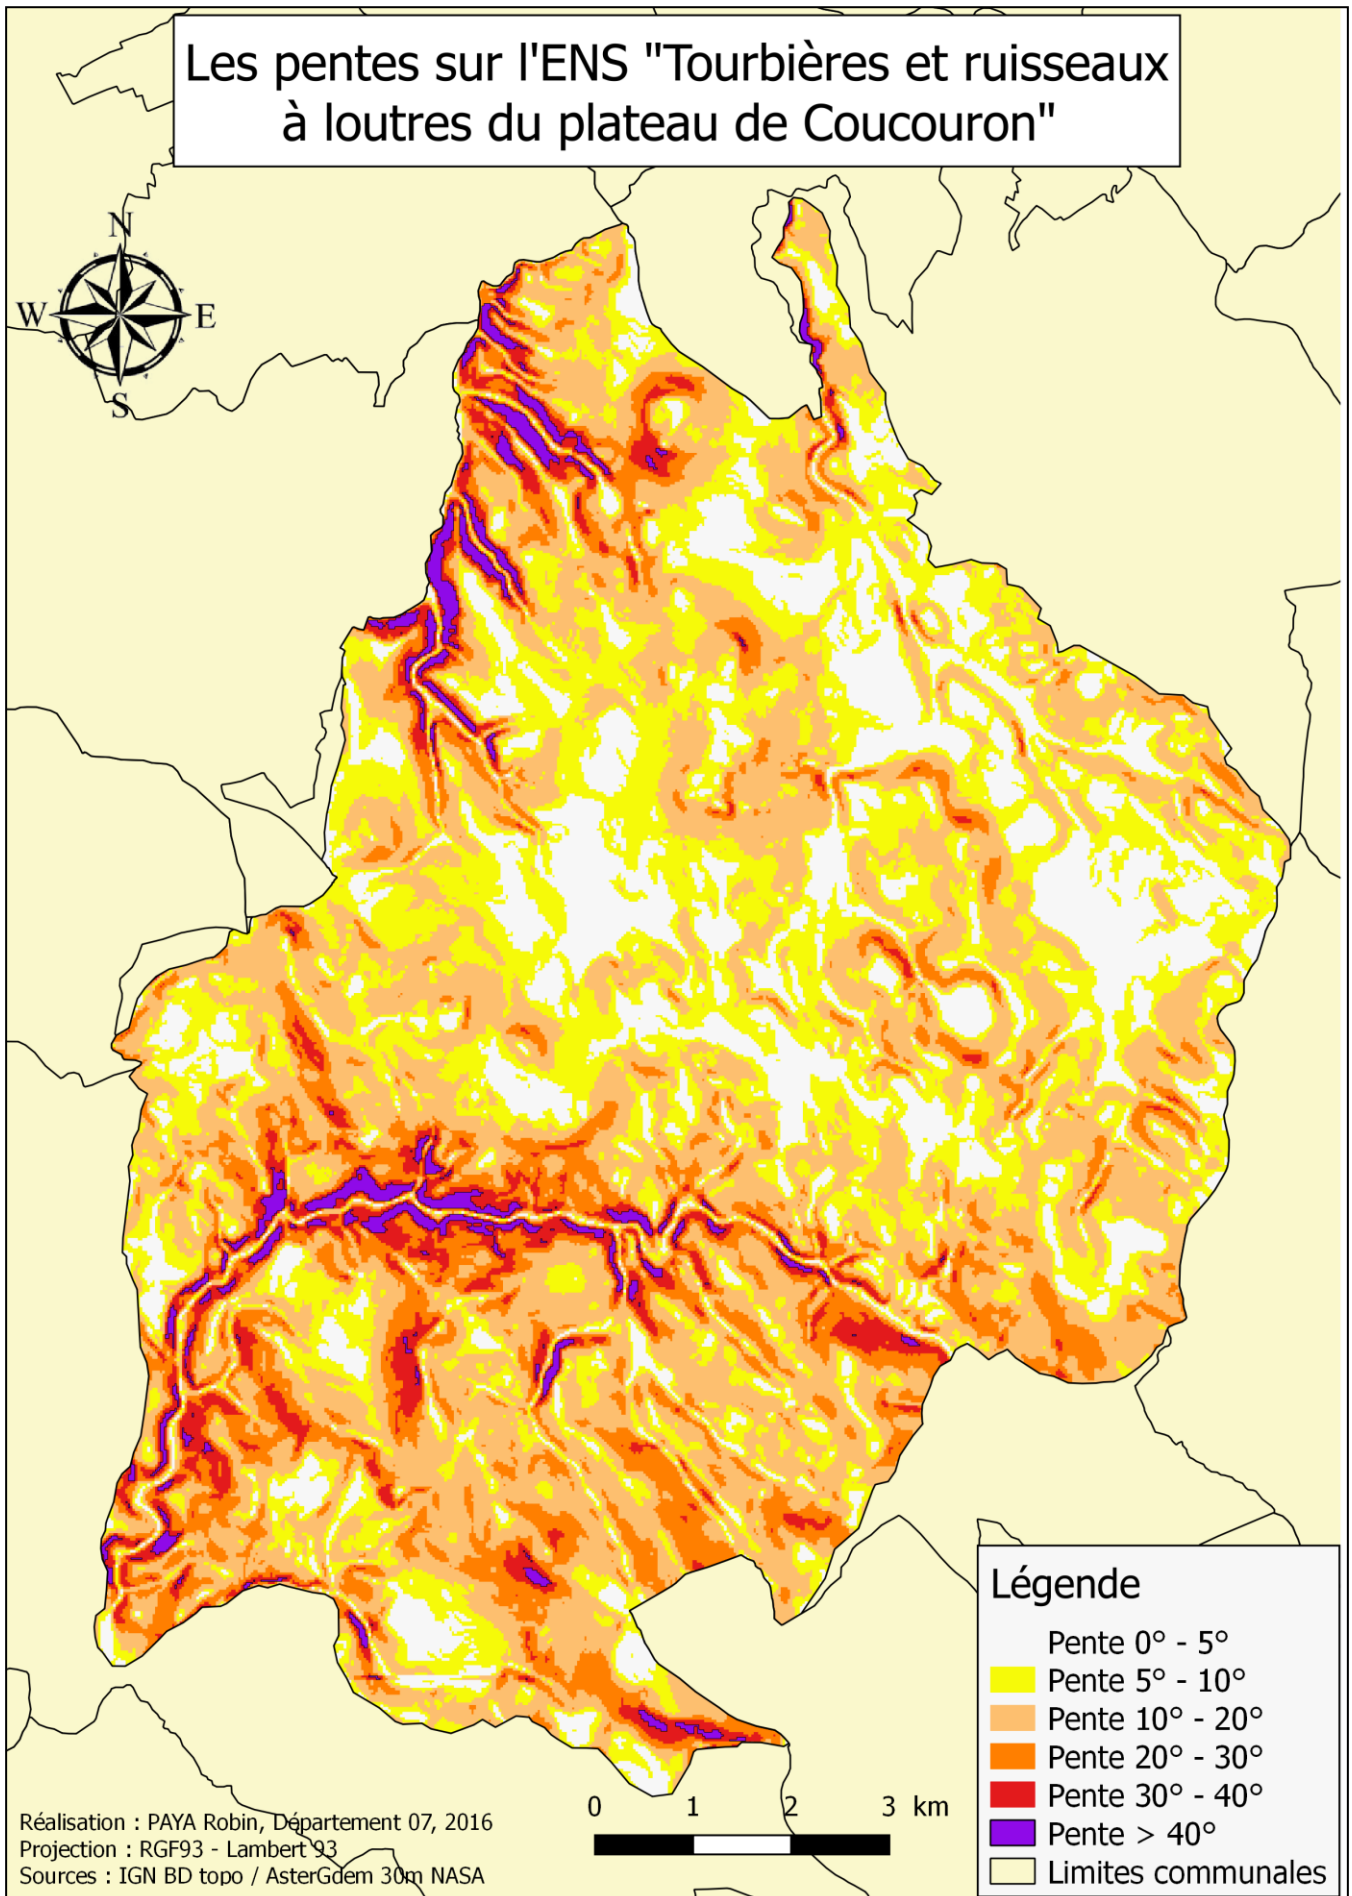 Les pentes sur l'ENS "Tourbières et ruisseaux
à loutres du plateau de Coucouron"
N
W E
S
Légende
Pente 0° - 5°
Pente 5° - 10°
Pente 10° - 20°
Pente 20° - 30°
Pente 30° - 40°
Pente > 40°
Limites communales
0 1 2 3 km
Réalisation : PAYA Robin, Département 07, 2016
Projection : RGF93 - Lambert 93
Sources : IGN BD topo / AsterGdem 30m NASA